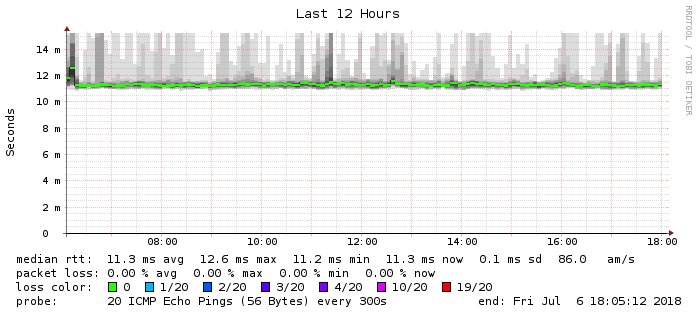 Last 12 Hours
RRDTOOL / TOBI OETIKER
Seconds
14 m
12 m
10 m
8 m
6 m
4 m
2 m
0
08:00 10:00 12:00 14:00 16:00 18:00
median rtt: 11.3 ms avg 12.6 ms max 11.2 ms min 11.3 ms now 0.1 ms sd 86.0 am/s
packet loss: 0.00 % avg 0.00 % max 0.00 % min 0.00 % now
loss color: 0 1/20 2/20 3/20 4/20 10/20 19/20
probe: 20 ICMP Echo Pings (56 Bytes) every 300s end: Fri Jul 6 18:05:12 2018